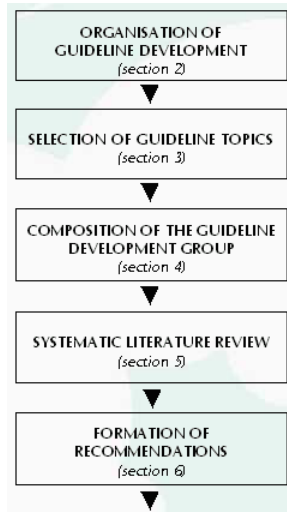 ORGANISATION OF
GUIDELINE DEVELOPMENT
(section 2)
SELECTION OF GUIDELINE TOPICS
(section 3)
COMPOSITION OF THE GUIDELINE
DEVELOPMENT GROUP
(section 4)
SYSTEMATIC LITERATURE REVIEW
(section 5)
FORMATION OF
RECOMMENDATIONS
(section 6)